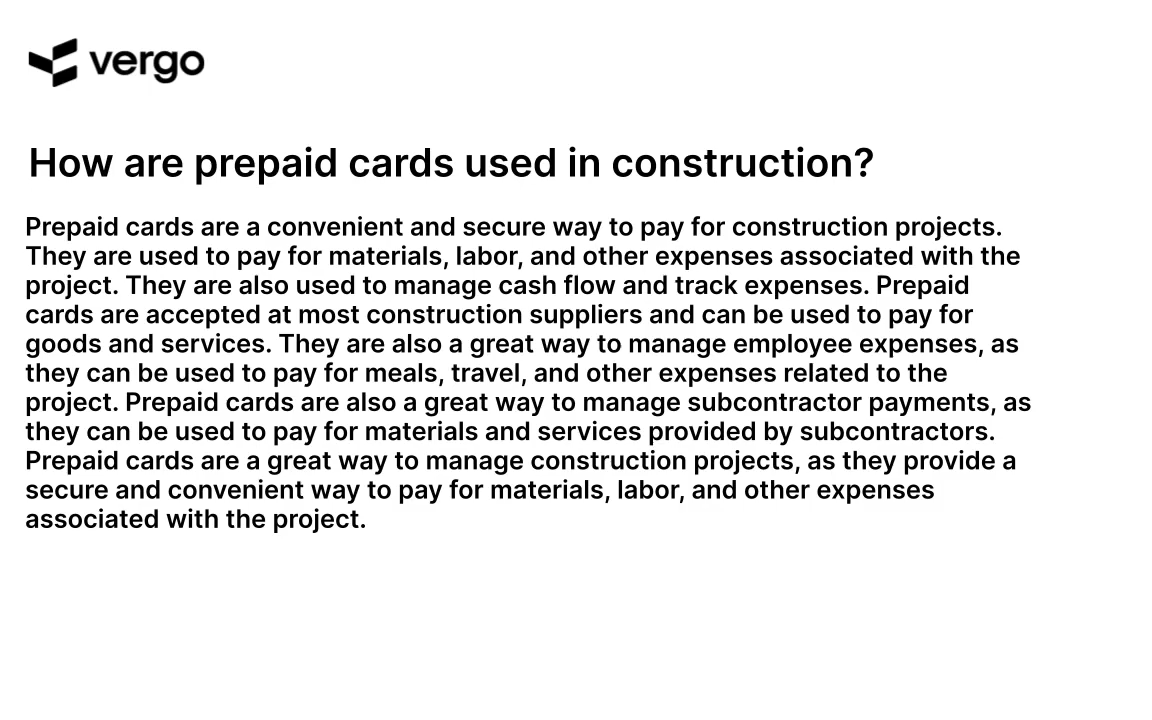 vergo
How are prepaid cards used in construction?
Prepaid cards are a convenient and secure way to pay for construction projects.
They are used to pay for materials, labor, and other expenses associated with the
project. They are also used to manage cash flow and track expenses. Prepaid
cards are accepted at most construction suppliers and can be used to pay for
goods and services. They are also a great way to manage employee expenses, as
they can be used to pay for meals, travel, and other expenses related to the
project. Prepaid cards are also a great way to manage subcontractor payments, as
they can be used to pay for materials and services provided by subcontractors.
Prepaid cards are a great way to manage construction projects, as they provide a
secure and convenient way to pay for materials, labor, and other expenses
associated with the project.